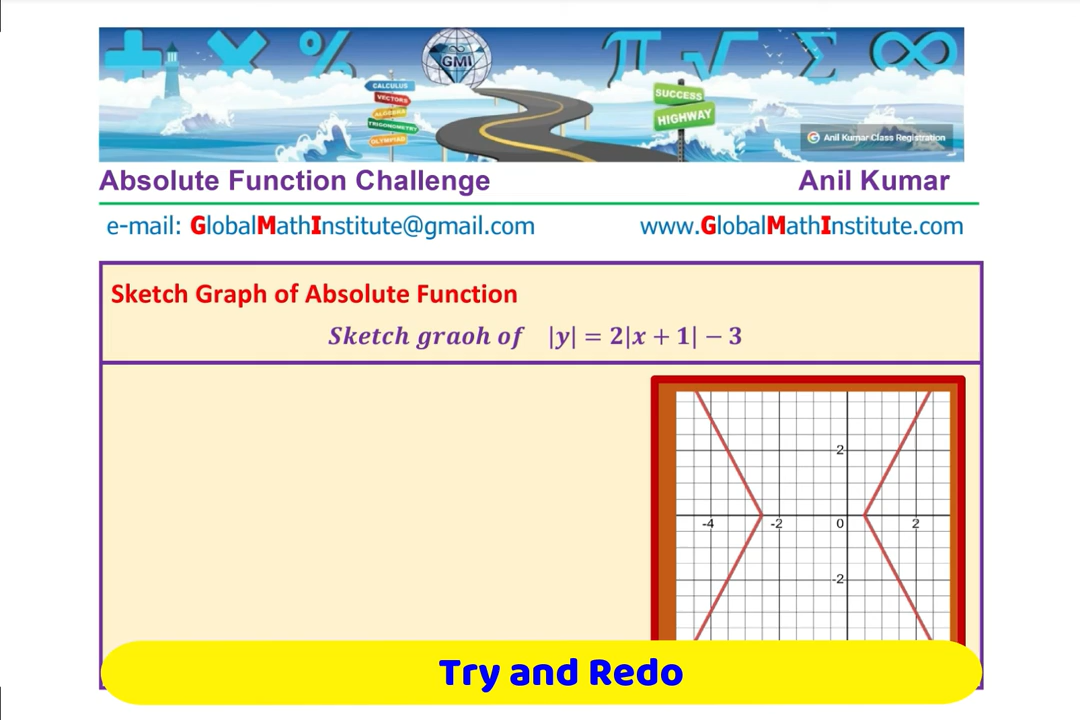 + × % π √ Σ ∞
GMI
CALCULUS
VECTORS
ALGEBRA
TRIGONOMETRY
OLYMPIAD
SUCCESS
HIGHWAY
Anil Kumar Class Registration
Absolute Function Challenge Anil Kumar
e-mail: GlobalMathInstitute@gmail.com www.GlobalMathInstitute.com
Sketch Graph of Absolute Function
Sketch graoh of |y| = 2|x + 1| − 3
2
-4 -2 0 2
-2
Try and Redo